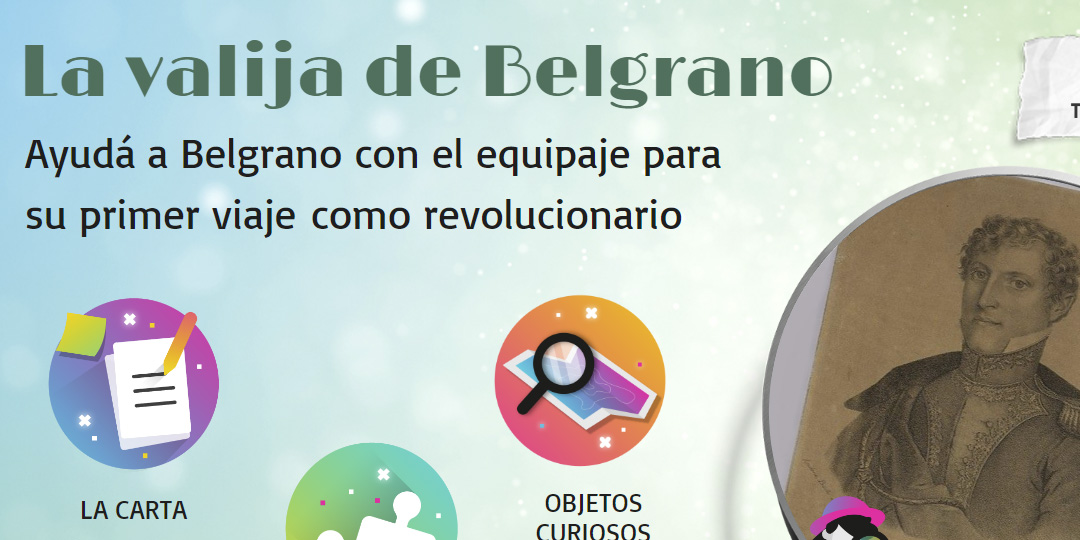 La valija de Belgrano
Ayudá a Belgrano con el equipaje para
su primer viaje como revolucionario
LA CARTA
OBJETOS
CURIOSOS